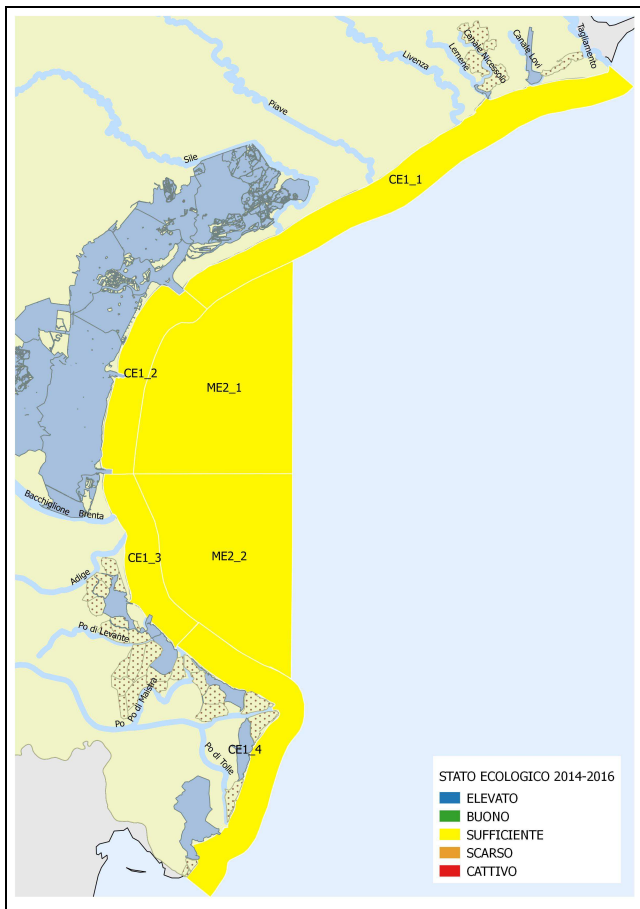 Tagliamento
Canale Nicessolo
Canale Lovi
Lemene
Livenza
Piave
Sile
CE1_1
CE1_2
ME2_1
Bacchiglione
Brenta
CE1_3
ME2_2
Adige
Po di Levante
Po di Maistra
Po
Po di Tolle
CE1_4
STATO ECOLOGICO 2014-2016
ELEVATO
BUONO
SUFFICIENTE
SCARSO
CATTIVO